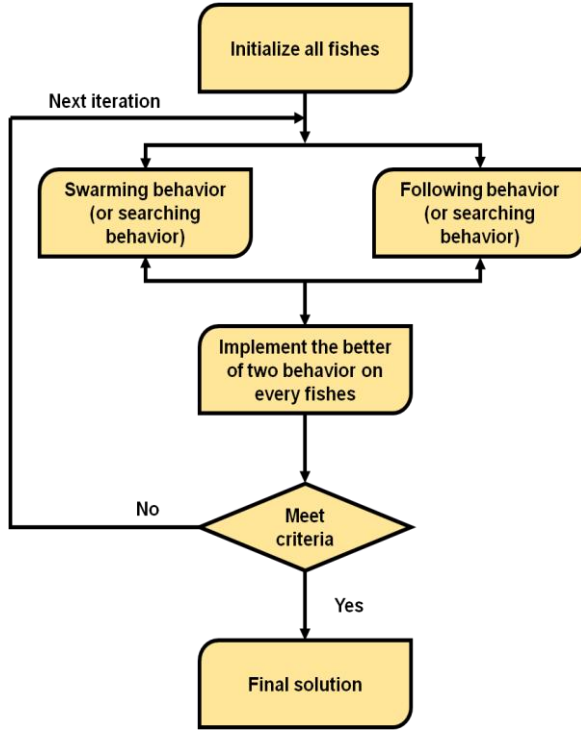 Initialize all fishes
Next iteration
Swarming behavior
(or searching
behavior)
Following behavior
(or searching
behavior)
Implement the better
of two behavior on
every fishes
No
Meet
criteria
Yes
Final solution